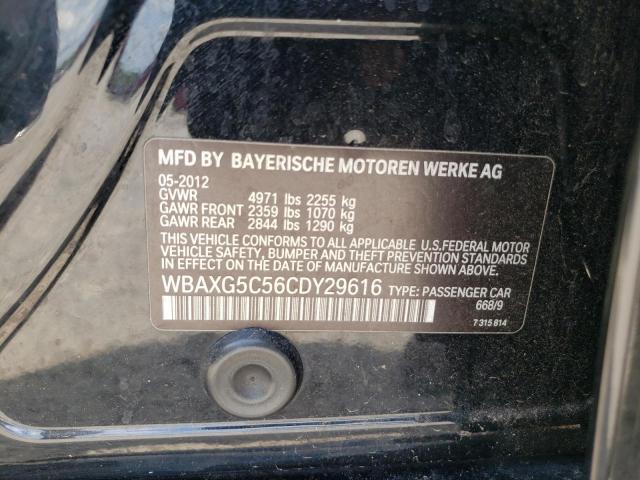 MFD BY BAYERISCHE MOTOREN WERKE AG
05-2012
GVWR 4971 lbs 2255 kg
GAWR FRONT 2359 lbs 1070 kg
GAWR REAR 2844 lbs 1290 kg
THIS VEHICLE CONFORMS TO ALL APPLICABLE U.S.FEDERAL MOTOR
VEHICLE SAFETY, BUMPER AND THEFT PREVENTION STANDARDS
IN EFFECT ON THE DATE OF MANUFACTURE SHOWN ABOVE.
WBAXG5C56CDY29616 TYPE: PASSENGER CAR
668/9
7 315 814